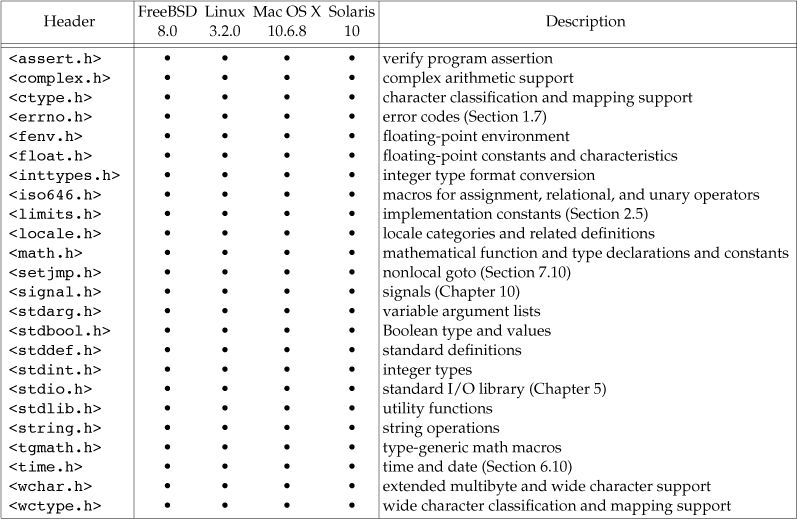 Header FreeBSD 8.0 Linux 3.2.0 Mac OS X 10.6.8 Solaris 10 Description
<assert.h> • • • • verify program assertion
<complex.h> • • • • complex arithmetic support
<ctype.h> • • • • character classification and mapping support
<errno.h> • • • • error codes (Section 1.7)
<fenv.h> • • • • floating-point environment
<float.h> • • • • floating-point constants and characteristics
<inttypes.h> • • • • integer type format conversion
<iso646.h> • • • • macros for assignment, relational, and unary operators
<limits.h> • • • • implementation constants (Section 2.5)
<locale.h> • • • • locale categories and related definitions
<math.h> • • • • mathematical function and type declarations and constants
<setjmp.h> • • • • nonlocal goto (Section 7.10)
<signal.h> • • • • signals (Chapter 10)
<stdarg.h> • • • • variable argument lists
<stdbool.h> • • • • Boolean type and values
<stddef.h> • • • • standard definitions
<stdint.h> • • • • integer types
<stdio.h> • • • • standard I/O library (Chapter 5)
<stdlib.h> • • • • utility functions
<string.h> • • • • string operations
<tgmath.h> • • • • type-generic math macros
<time.h> • • • • time and date (Section 6.10)
<wchar.h> • • • • extended multibyte and wide character support
<wctype.h> • • • • wide character classification and mapping support